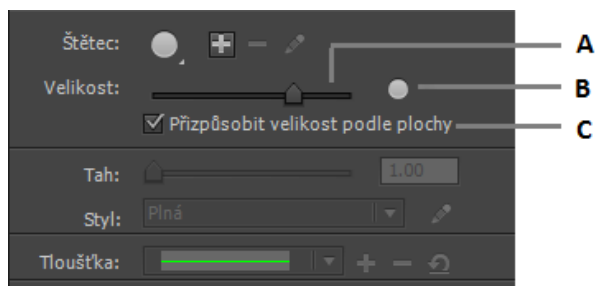 Štětec:
A
Velikost:
B
Přizpůsobit velikost podle plochy
C
Tah:
1.00
Styl:
Plná
Tloušťka: